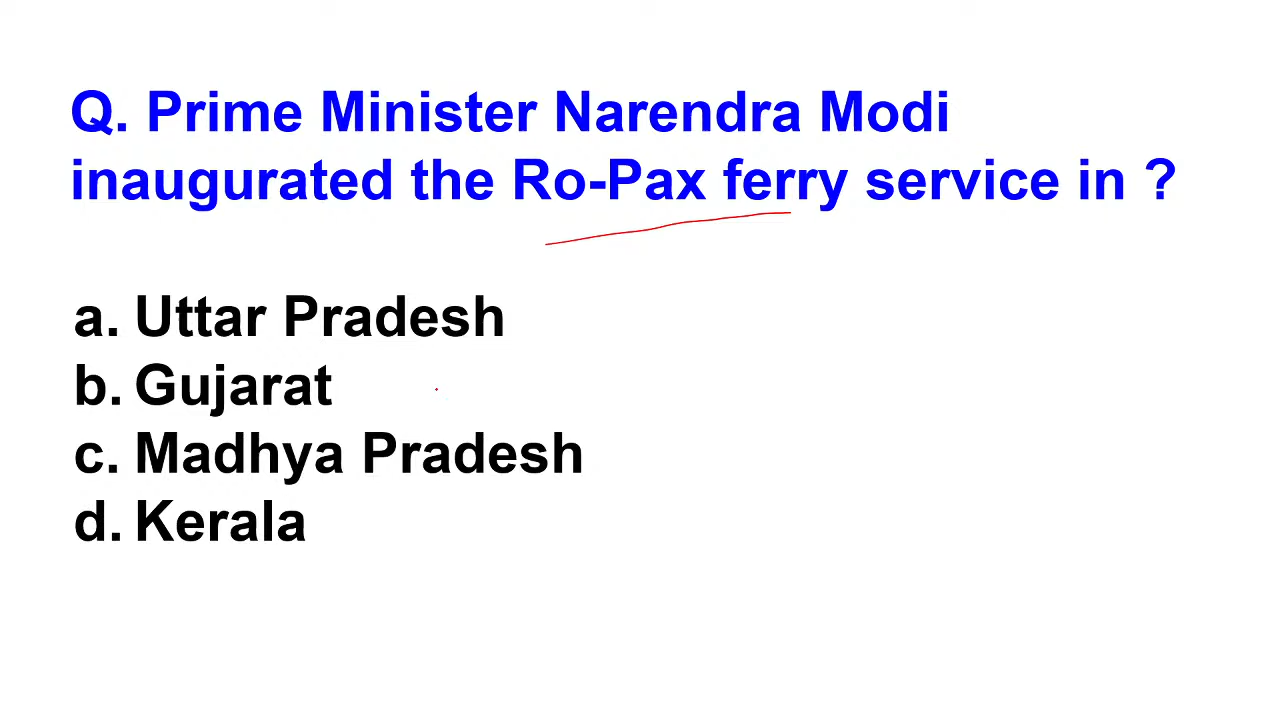 Q. Prime Minister Narendra Modi
inaugurated the Ro-Pax ferry service in ?
a. Uttar Pradesh
b. Gujarat
c. Madhya Pradesh
d. Kerala